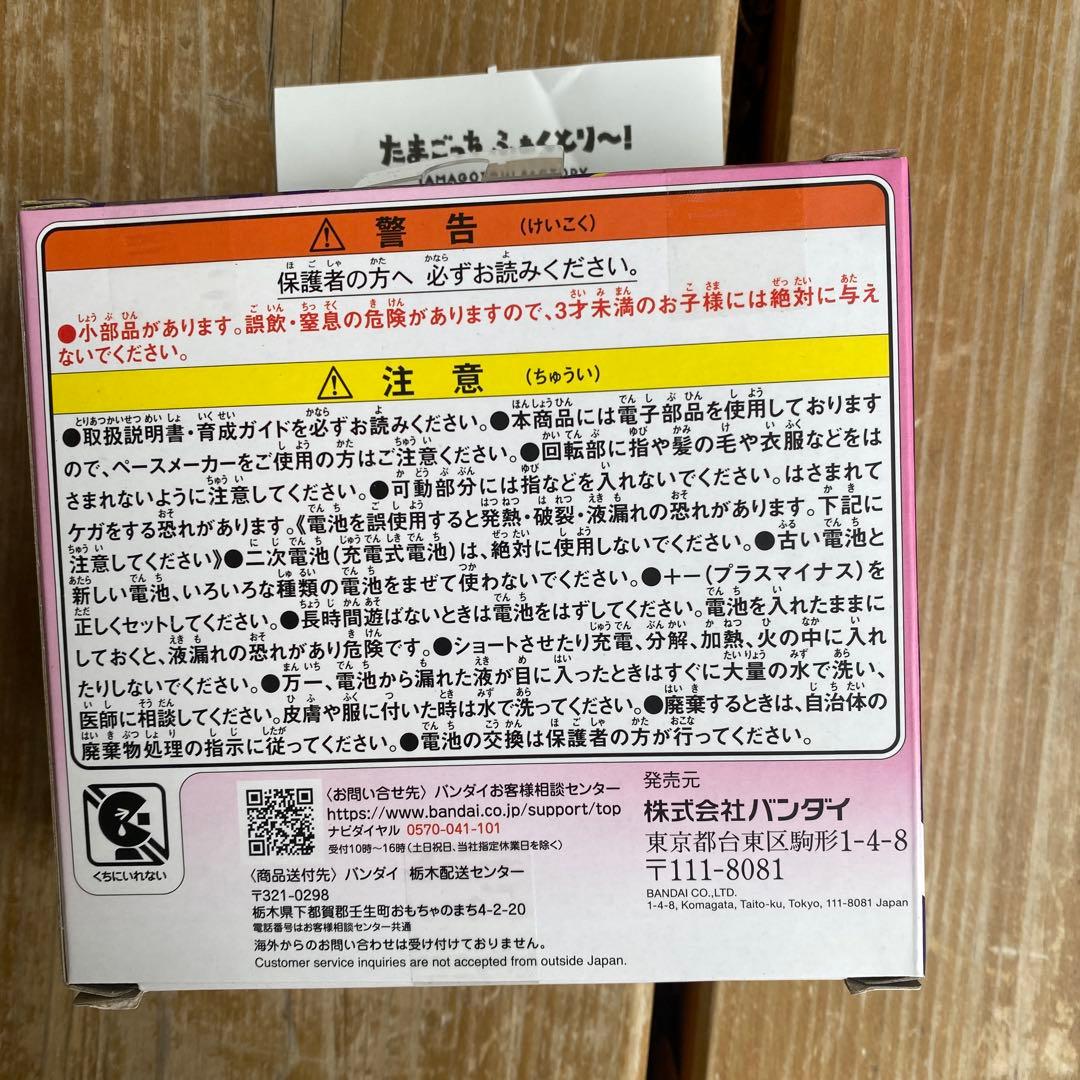 たまごっち ふぁくとり〜!
TAMAGOTCHI FACTORY
警告 (けいこく)
保護者の方へ 必ずお読みください。
●小部品があります。誤飲・窒息の危険がありますので、3才未満のお子様には絶対に与え
ないでください。
注意 (ちゅうい)
●取扱説明書・育成ガイドを必ずお読みください。●本商品には電子部品を使用しております
ので、ペースメーカーをご使用の方はご注意ください。●回転部に指や髪の毛や衣服などをは
さまれないように注意してください。●可動部分には指などを入れないでください。はさまれて
ケガをする恐れがあります。《電池を誤使用すると発熱・破裂・液漏れの恐れがあります。下記に
注意してください》●二次電池(充電式電池)は、絶対に使用しないでください。●古い電池と
新しい電池、いろいろな種類の電池をまぜて使わないでください。●+-(プラスマイナス)を
正しくセットしてください。●長時間遊ばないときは電池をはずしてください。電池を入れたままに
しておくと、液漏れの恐れがあり危険です。●ショートさせたり充電、分解、加熱、火の中に入れ
たりしないでください。●万一、電池から漏れた液が目に入ったときはすぐに大量の水で洗い、
医師に相談してください。皮膚や服に付いた時は水で洗ってください。●廃棄するときは、自治体の
廃棄物処理の指示に従ってください。●電池の交換は保護者の方が行ってください。
くちにいれない
〈お問い合せ先〉バンダイお客様相談センター
https://www.bandai.co.jp/support/top
ナビダイヤル 0570-041-101
受付10時〜16時(土日祝日、当社指定休業日を除く)
〈商品送付先〉バンダイ 栃木配送センター
〒321-0298
栃木県下都賀郡壬生町おもちゃのまち4-2-20
電話番号はお客様相談センター共通
海外からのお問い合わせは受け付けておりません。
Customer service inquiries are not accepted from outside Japan.
発売元
株式会社バンダイ
東京都台東区駒形1-4-8
〒111-8081
BANDAI CO.,LTD.
1-4-8, Komagata, Taito-ku, Tokyo, 111-8081 Japan